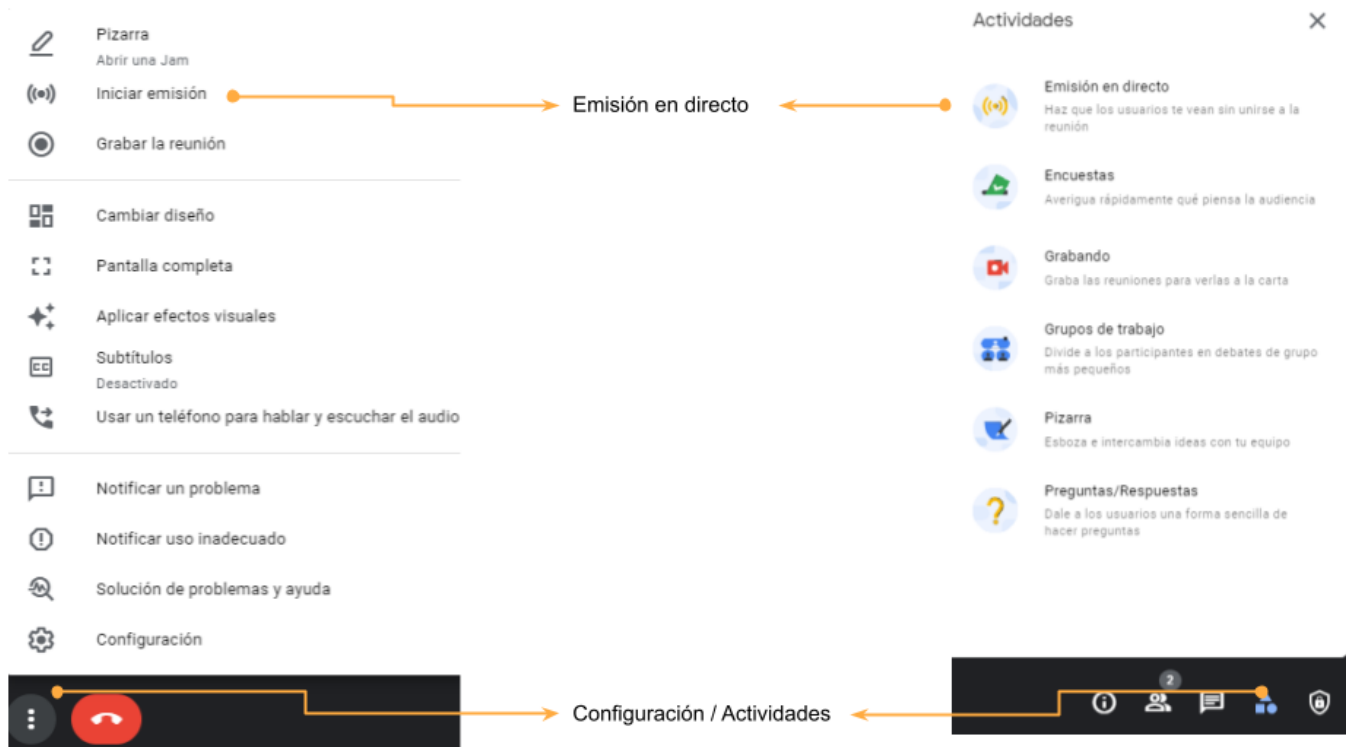 Pizarra
Abrir una Jam
Iniciar emisión
Grabar la reunión
Cambiar diseño
Pantalla completa
Aplicar efectos visuales
CC
Subtítulos
Desactivado
Usar un teléfono para hablar y escuchar el audio
Notificar un problema
Notificar uso inadecuado
Solución de problemas y ayuda
Configuración
Emisión en directo
Configuración / Actividades
Actividades
Emisión en directo
Haz que los usuarios te vean sin unirse a la
reunión
Encuestas
Averigua rápidamente qué piensa la audiencia
Grabando
Graba las reuniones para verlas a la carta
Grupos de trabajo
Divide a los participantes en debates de grupo
más pequeños
Pizarra
Esboza e intercambia ideas con tu equipo
Preguntas/Respuestas
Dale a los usuarios una forma sencilla de
hacer preguntas
2